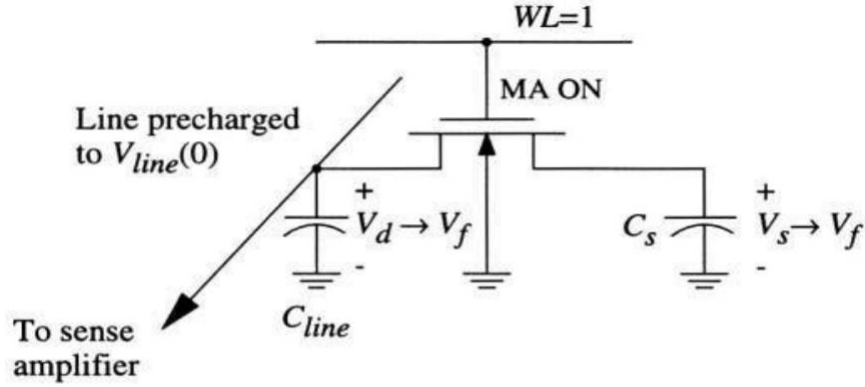 WL=1
MA ON
Line precharged
to V_line(0)
+
V_d → V_f
-
C_line
C_s
+
V_s → V_f
-
To sense
amplifier